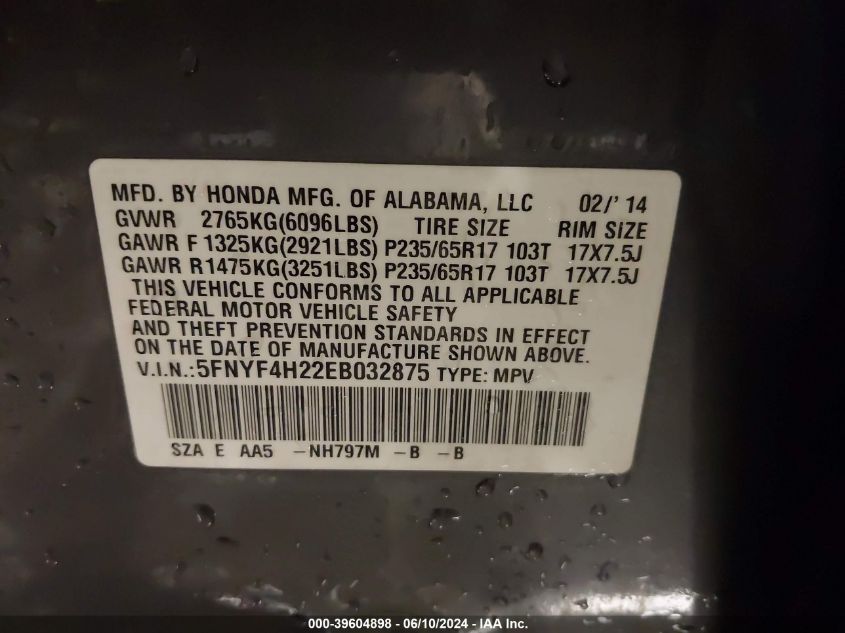 MFD. BY HONDA MFG. OF ALABAMA, LLC 02/' 14
GVWR 2765KG(6096LBS) TIRE SIZE RIM SIZE
GAWR F 1325KG(2921LBS) P235/65R17 103T 17X7.5J
GAWR R1475KG(3251LBS) P235/65R17 103T 17X7.5J
THIS VEHICLE CONFORMS TO ALL APPLICABLE
FEDERAL MOTOR VEHICLE SAFETY
AND THEFT PREVENTION STANDARDS IN EFFECT
ON THE DATE OF MANUFACTURE SHOWN ABOVE.
V.I.N.:5FNYF4H22EB032875 TYPE: MPV
SZA E AA5 -NH797M -B -B
000-39604898 - 06/10/2024 - IAA Inc.